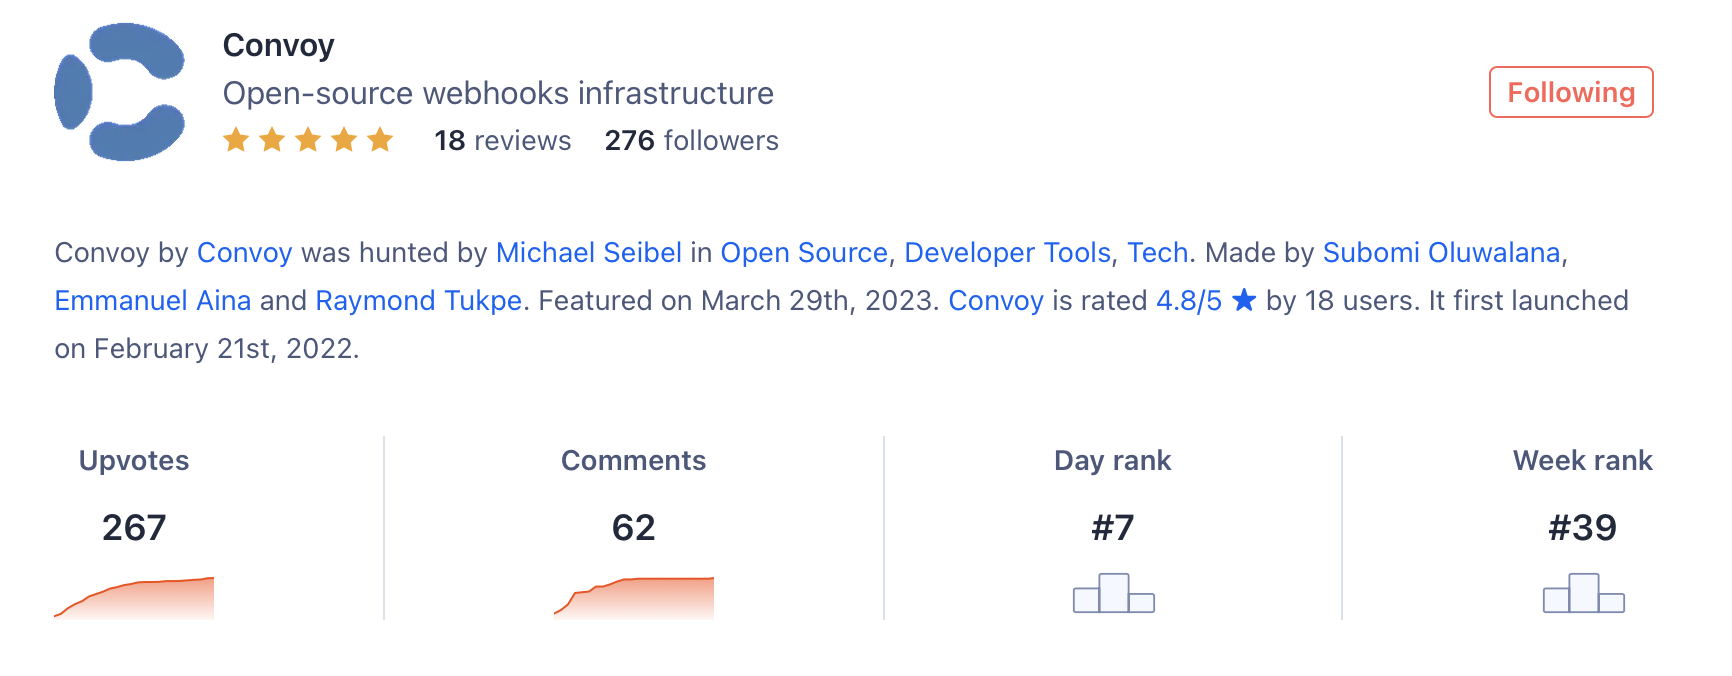 Convoy
Open-source webhooks infrastructure
Following
18 reviews 276 followers
Convoy by Convoy was hunted by Michael Seibel in Open Source, Developer Tools, Tech. Made by Subomi Oluwalana,
Emmanuel Aina and Raymond Tukpe. Featured on March 29th, 2023. Convoy is rated 4.8/5 ★ by 18 users. It first launched
on February 21st, 2022.
Upvotes Comments Day rank Week rank
267 62 #7 #39